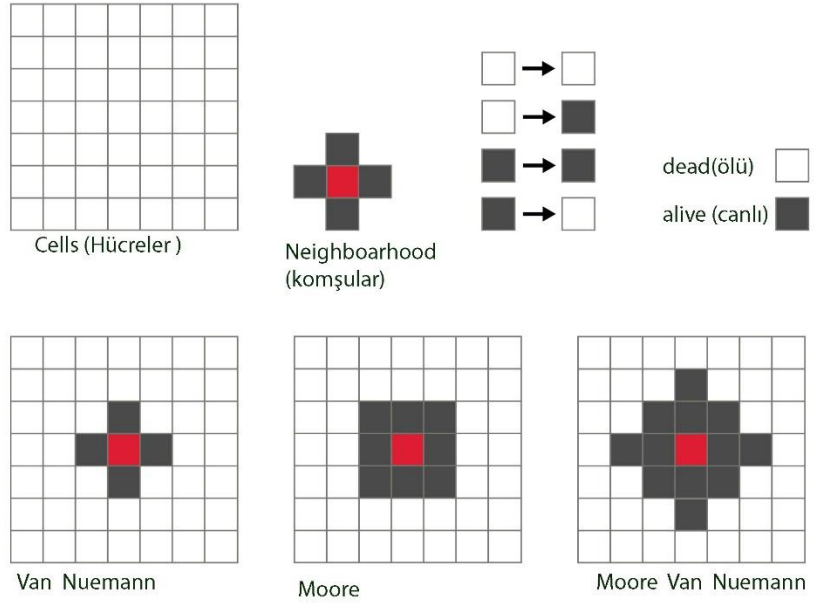 dead(ölü)
alive (canlı)
Cells (Hücreler )
Neighboarhood
(komşular)
Van Nuemann
Moore
Moore Van Nuemann